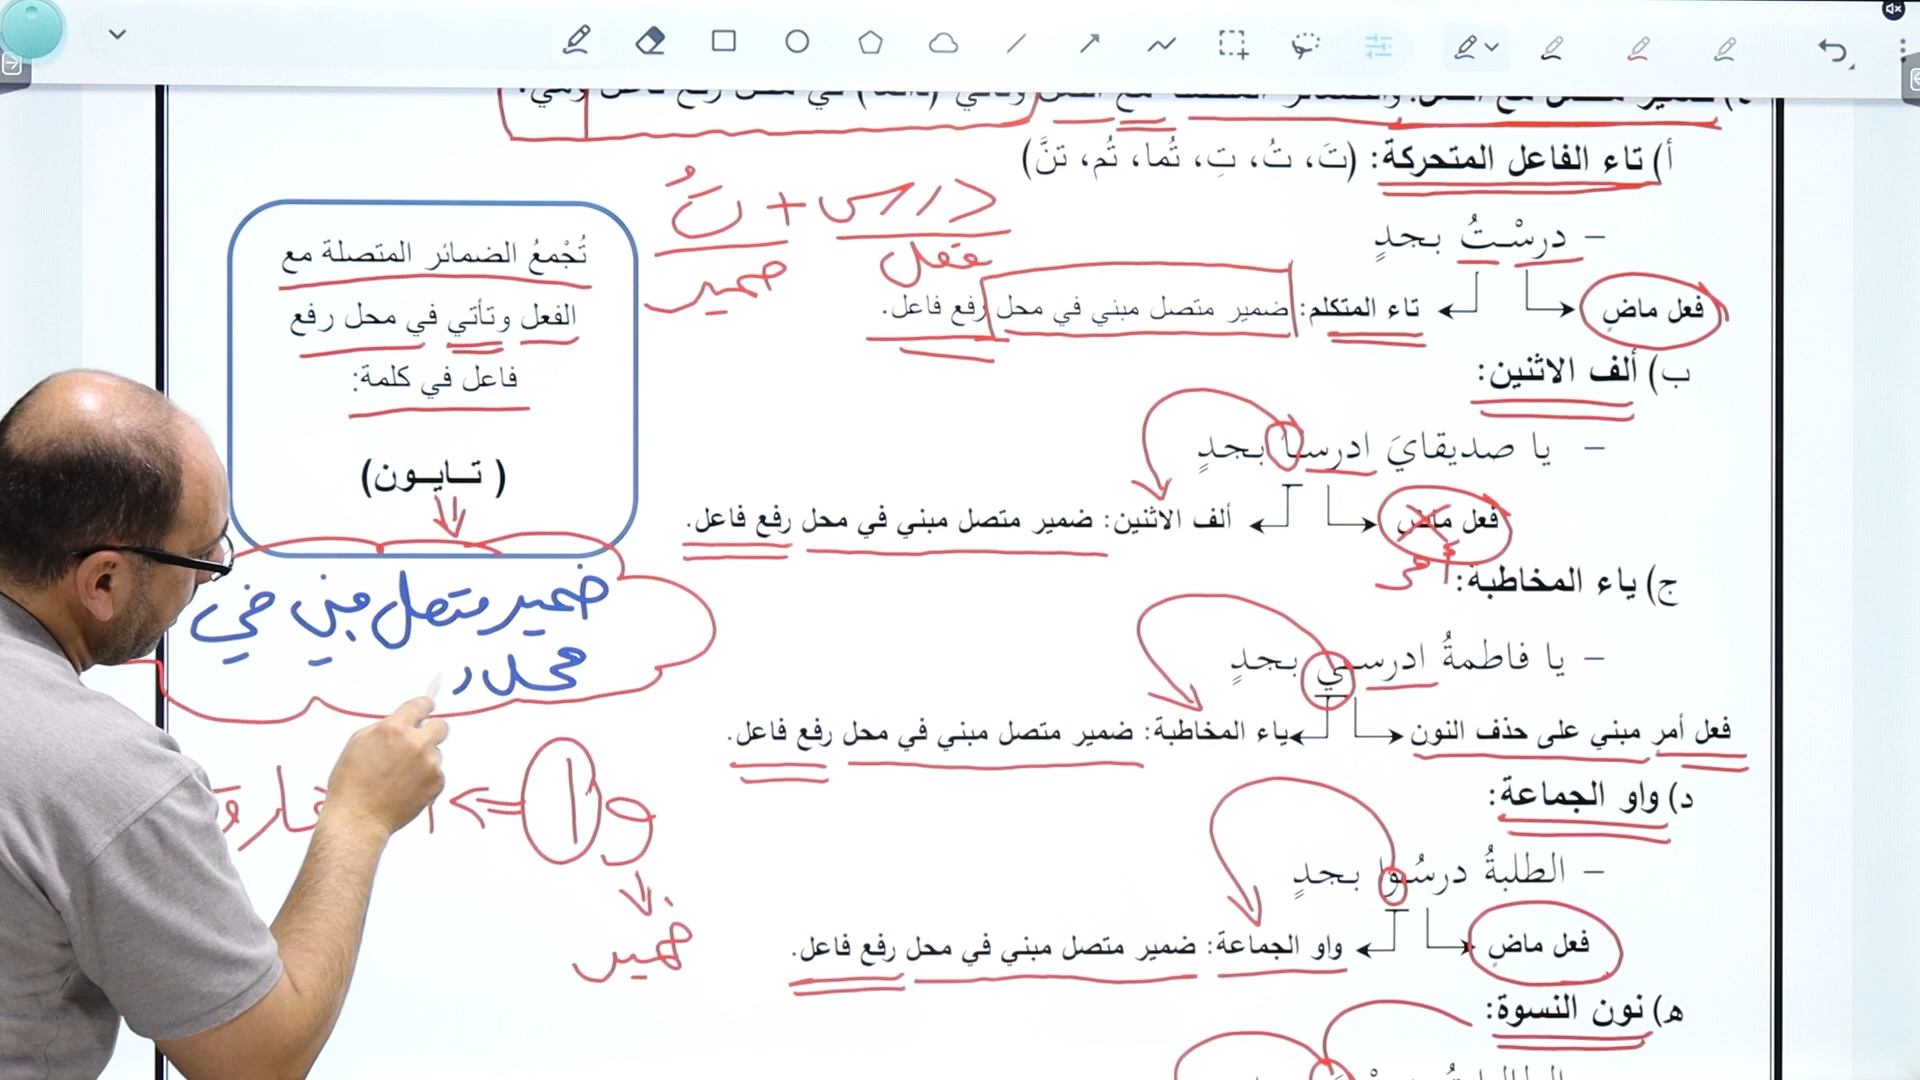 أ) تاء الفاعل المتحركة: (تَ، تُ، تِ، تُما، تُم، تنَّ)
درس + تُ
فعل
ضمير
– درسْتُ بجدٍ
فعل ماضٍ
تاء المتكلم: ضمير متصل مبني في محل رفع فاعل.
ب) ألف الاثنين:
– يا صديقايَ ادرسا بجدٍ
فعل ماضٍ
أمر
ألف الاثنين: ضمير متصل مبني في محل رفع فاعل.
ج) ياء المخاطبة:
– يا فاطمةُ ادرسي بجدٍ
فعل أمرٍ مبني على حذف النون
ياء المخاطبة: ضمير متصل مبني في محل رفع فاعل.
د) واو الجماعة:
– الطلبةُ درسُوا بجدٍ
فعل ماضٍ
واو الجماعة: ضمير متصل مبني في محل رفع فاعل.
هـ) نون النسوة:
تُجْمعُ الضمائر المتصلة مع
الفعل وتأتي في محل رفع
فاعل في كلمة:
( تـايـون)
ضمير متصل مبني في
محل ر
وا
ضمير